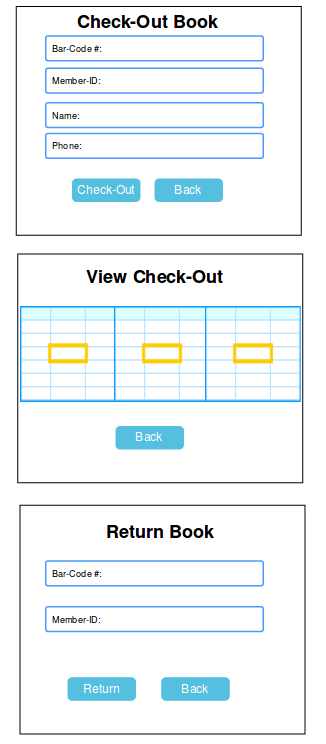 Check-Out Book
Bar-Code #:
Member-ID:
Name:
Phone:
Check-Out Back
View Check-Out
Back
Return Book
Bar-Code #:
Member-ID:
Return Back